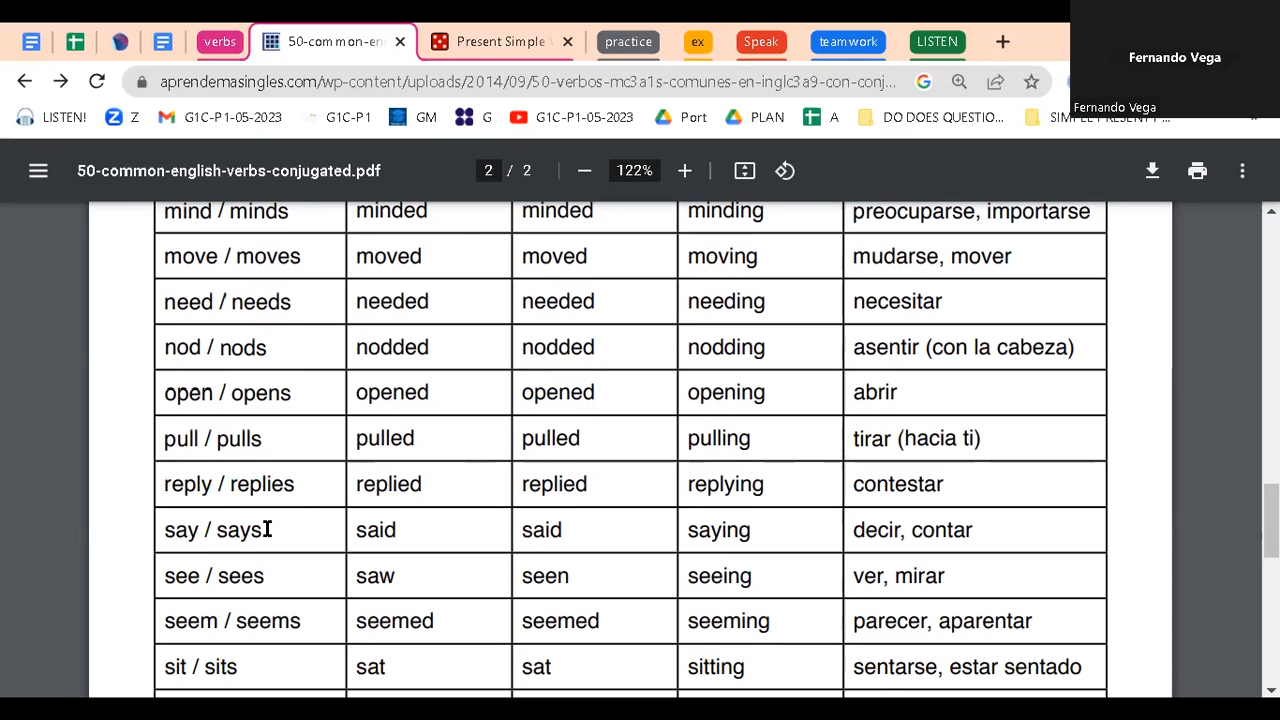 verbs 50-common-en Present Simple practice ex Speak teamwork LISTEN
Fernando Vega
aprendemasingles.com/wp-content/uploads/2014/09/50-verbos-mc3a1s-comunes-en-inglc3a9-con-conj...
Fernando Vega
LISTEN! Z G1C-P1-05-2023 G1C-P1 GM G G1C-P1-05-2023 Port PLAN A DO DOES QUESTIO...
50-common-english-verbs-conjugated.pdf 2 / 2 122%
mind / minds minded minded minding preocuparse, importarse
move / moves moved moved moving mudarse, mover
need / needs needed needed needing necesitar
nod / nods nodded nodded nodding asentir (con la cabeza)
open / opens opened opened opening abrir
pull / pulls pulled pulled pulling tirar (hacia ti)
reply / replies replied replied replying contestar
say / says said said saying decir, contar
see / sees saw seen seeing ver, mirar
seem / seems seemed seemed seeming parecer, aparentar
sit / sits sat sat sitting sentarse, estar sentado